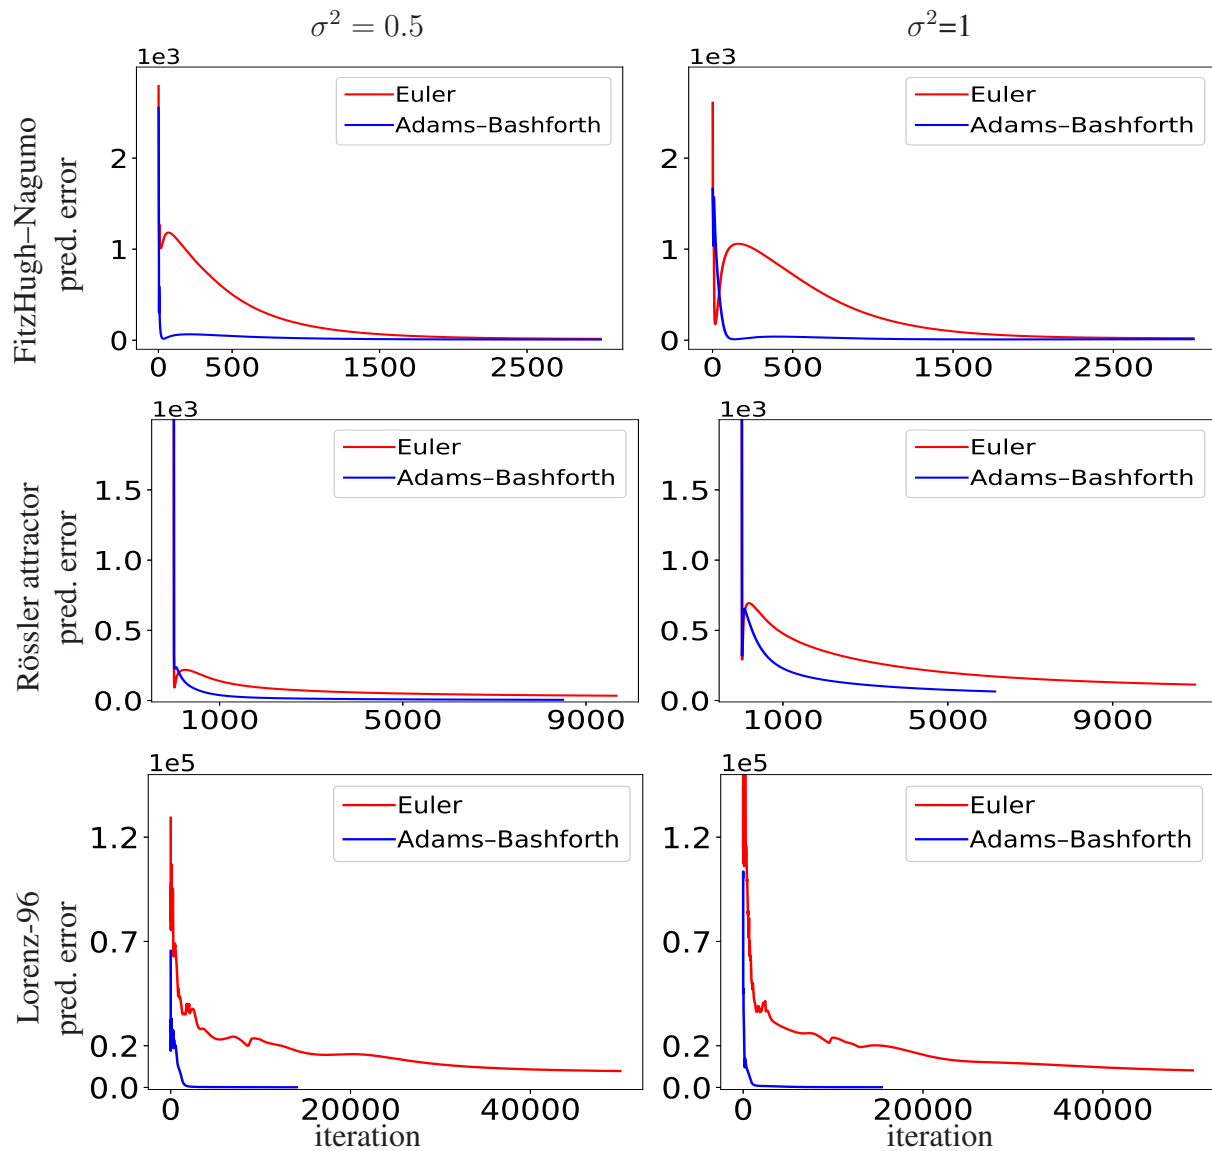 σ² = 0.5
σ²=1
FitzHugh–Nagumo
pred. error
1e3
Euler
Adams–Bashforth
2
1
0
0 500 1500 2500
1e3
Euler
Adams–Bashforth
2
1
0
0 500 1500 2500
Rössler attractor
pred. error
1e3
Euler
Adams–Bashforth
1.5
1.0
0.5
0.0
1000 5000 9000
1e3
Euler
Adams–Bashforth
1.5
1.0
0.5
0.0
1000 5000 9000
Lorenz-96
pred. error
1e5
Euler
Adams–Bashforth
1.2
0.7
0.2
0.0
0 20000 40000
iteration
1e5
Euler
Adams–Bashforth
1.2
0.7
0.2
0.0
0 20000 40000
iteration